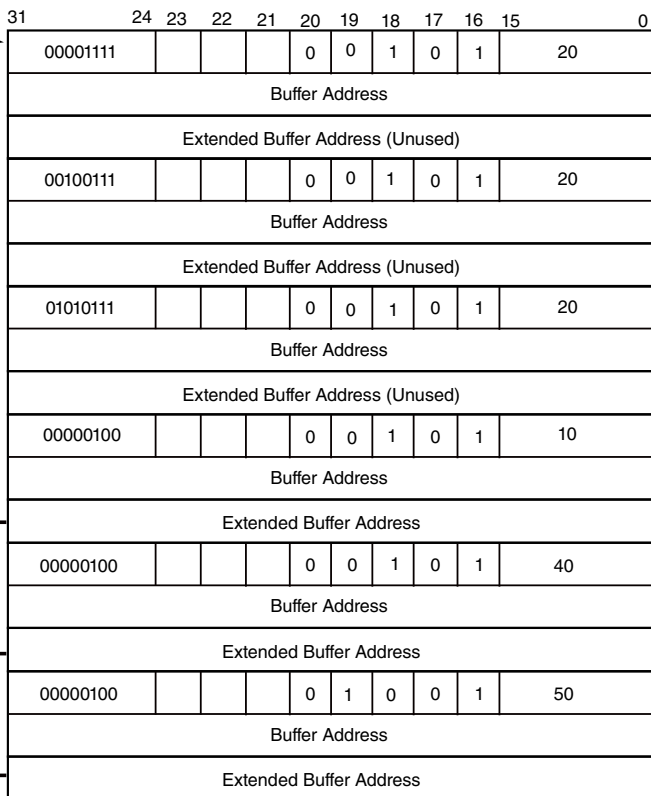 31 24 23 22 21 20 19 18 17 16 15 0
00001111 0 0 1 0 1 20
Buffer Address
Extended Buffer Address (Unused)
00100111 0 0 1 0 1 20
Buffer Address
Extended Buffer Address (Unused)
01010111 0 0 1 0 1 20
Buffer Address
Extended Buffer Address (Unused)
00000100 0 0 1 0 1 10
Buffer Address
Extended Buffer Address
00000100 0 0 1 0 1 40
Buffer Address
Extended Buffer Address
00000100 0 1 0 0 1 50
Buffer Address
Extended Buffer Address